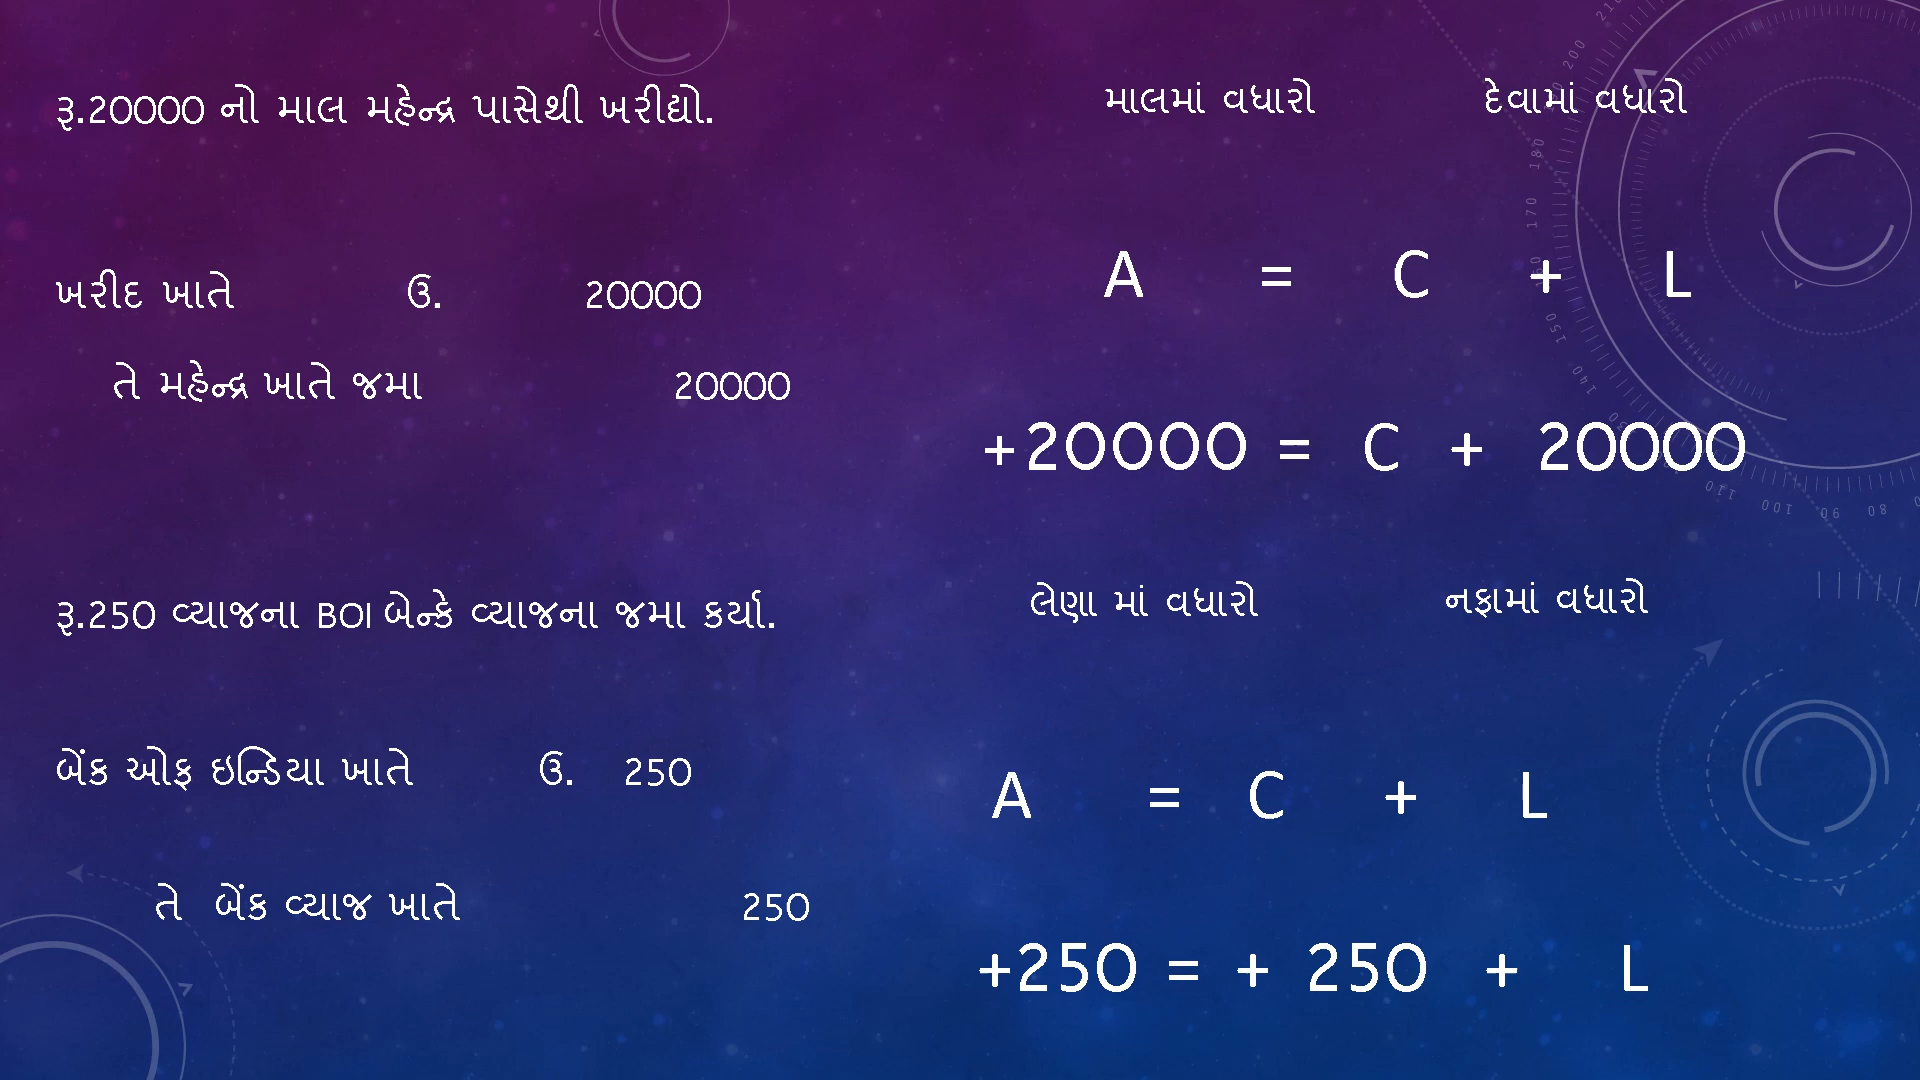 રૂ.20000 નો માલ મહેન્દ્ર પાસેથી ખરીદ્યો.
ખરીદ ખાતે ઉ. 20000
તે મહેન્દ્ર ખાતે જમા 20000
માલમાં વધારો દેવામાં વધારો
A = C + L
+20000 = C + 20000
રૂ.250 વ્યાજના BOI બેન્કે વ્યાજના જમા કર્યા.
બેંક ઓફ ઇન્ડિયા ખાતે ઉ. 250
તે બેંક વ્યાજ ખાતે 250
લેણા માં વધારો નફામાં વધારો
A = C + L
+250 = + 250 + L